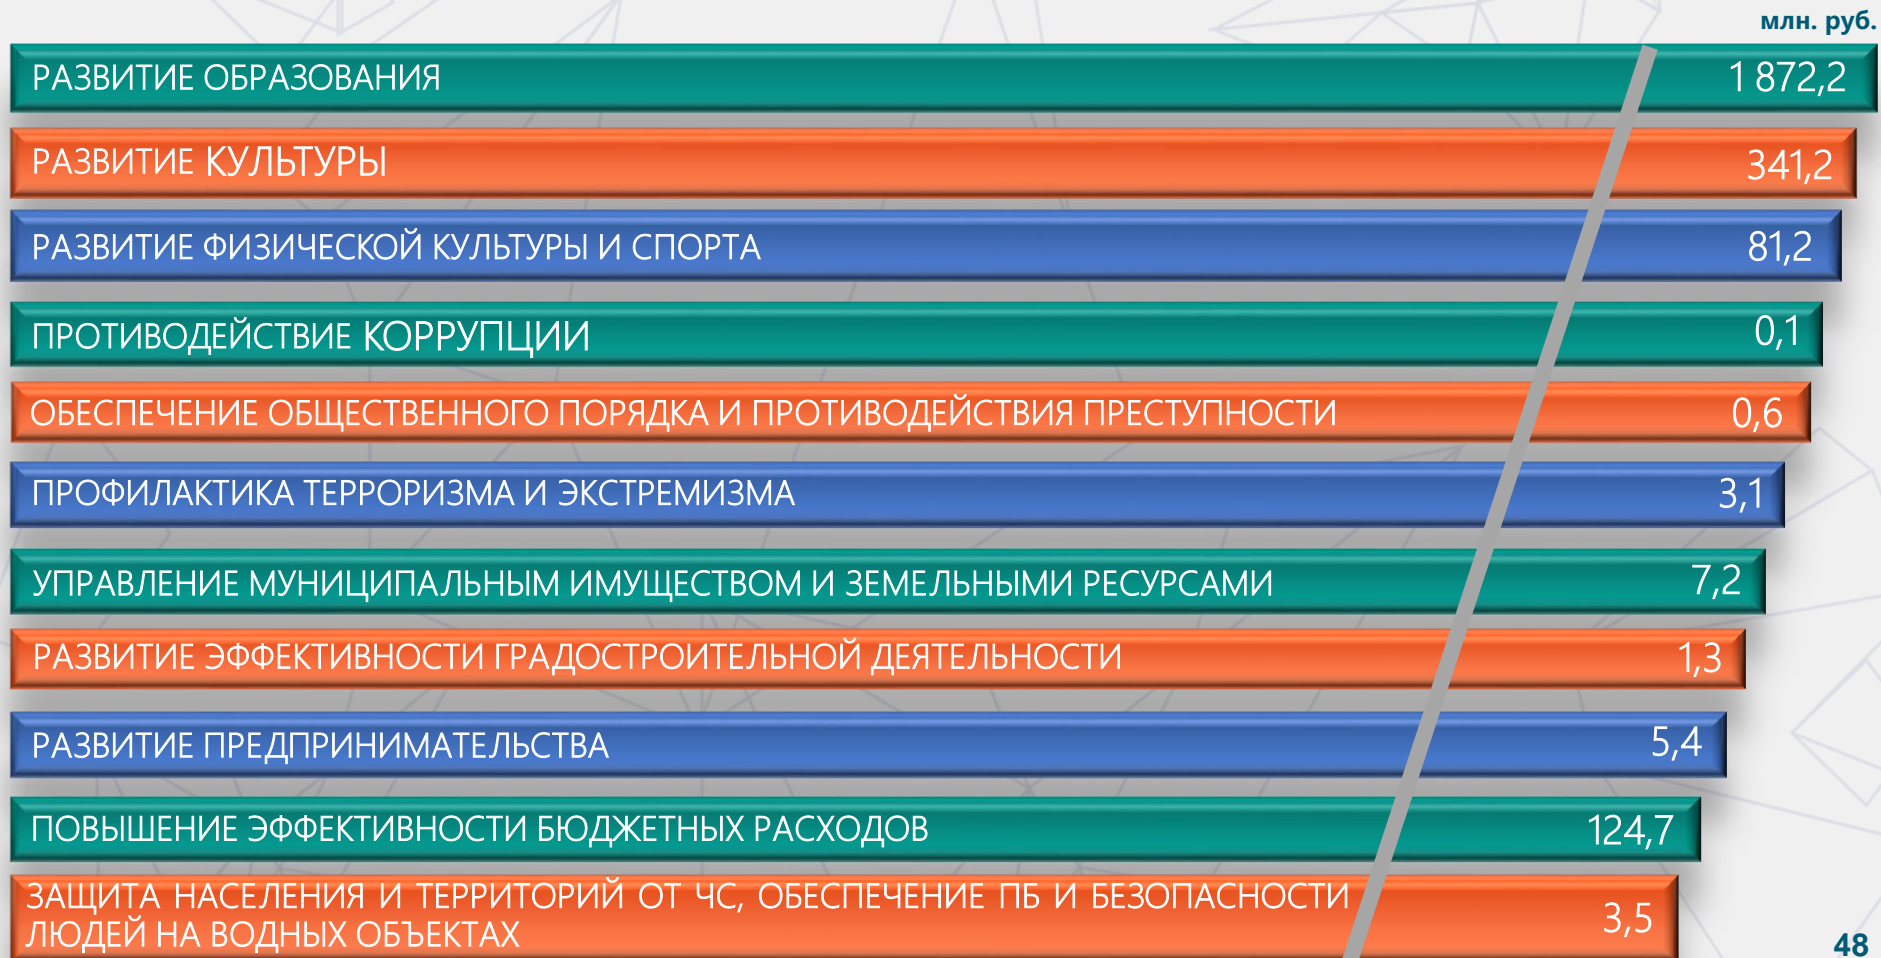 млн. руб.
РАЗВИТИЕ ОБРАЗОВАНИЯ 1 872,2
РАЗВИТИЕ КУЛЬТУРЫ 341,2
РАЗВИТИЕ ФИЗИЧЕСКОЙ КУЛЬТУРЫ И СПОРТА 81,2
ПРОТИВОДЕЙСТВИЕ КОРРУПЦИИ 0,1
ОБЕСПЕЧЕНИЕ ОБЩЕСТВЕННОГО ПОРЯДКА И ПРОТИВОДЕЙСТВИЯ ПРЕСТУПНОСТИ 0,6
ПРОФИЛАКТИКА ТЕРРОРИЗМА И ЭКСТРЕМИЗМА 3,1
УПРАВЛЕНИЕ МУНИЦИПАЛЬНЫМ ИМУЩЕСТВОМ И ЗЕМЕЛЬНЫМИ РЕСУРСАМИ 7,2
РАЗВИТИЕ ЭФФЕКТИВНОСТИ ГРАДОСТРОИТЕЛЬНОЙ ДЕЯТЕЛЬНОСТИ 1,3
РАЗВИТИЕ ПРЕДПРИНИМАТЕЛЬСТВА 5,4
ПОВЫШЕНИЕ ЭФФЕКТИВНОСТИ БЮДЖЕТНЫХ РАСХОДОВ 124,7
ЗАЩИТА НАСЕЛЕНИЯ И ТЕРРИТОРИЙ ОТ ЧС, ОБЕСПЕЧЕНИЕ ПБ И БЕЗОПАСНОСТИ
ЛЮДЕЙ НА ВОДНЫХ ОБЪЕКТАХ 3,5
48